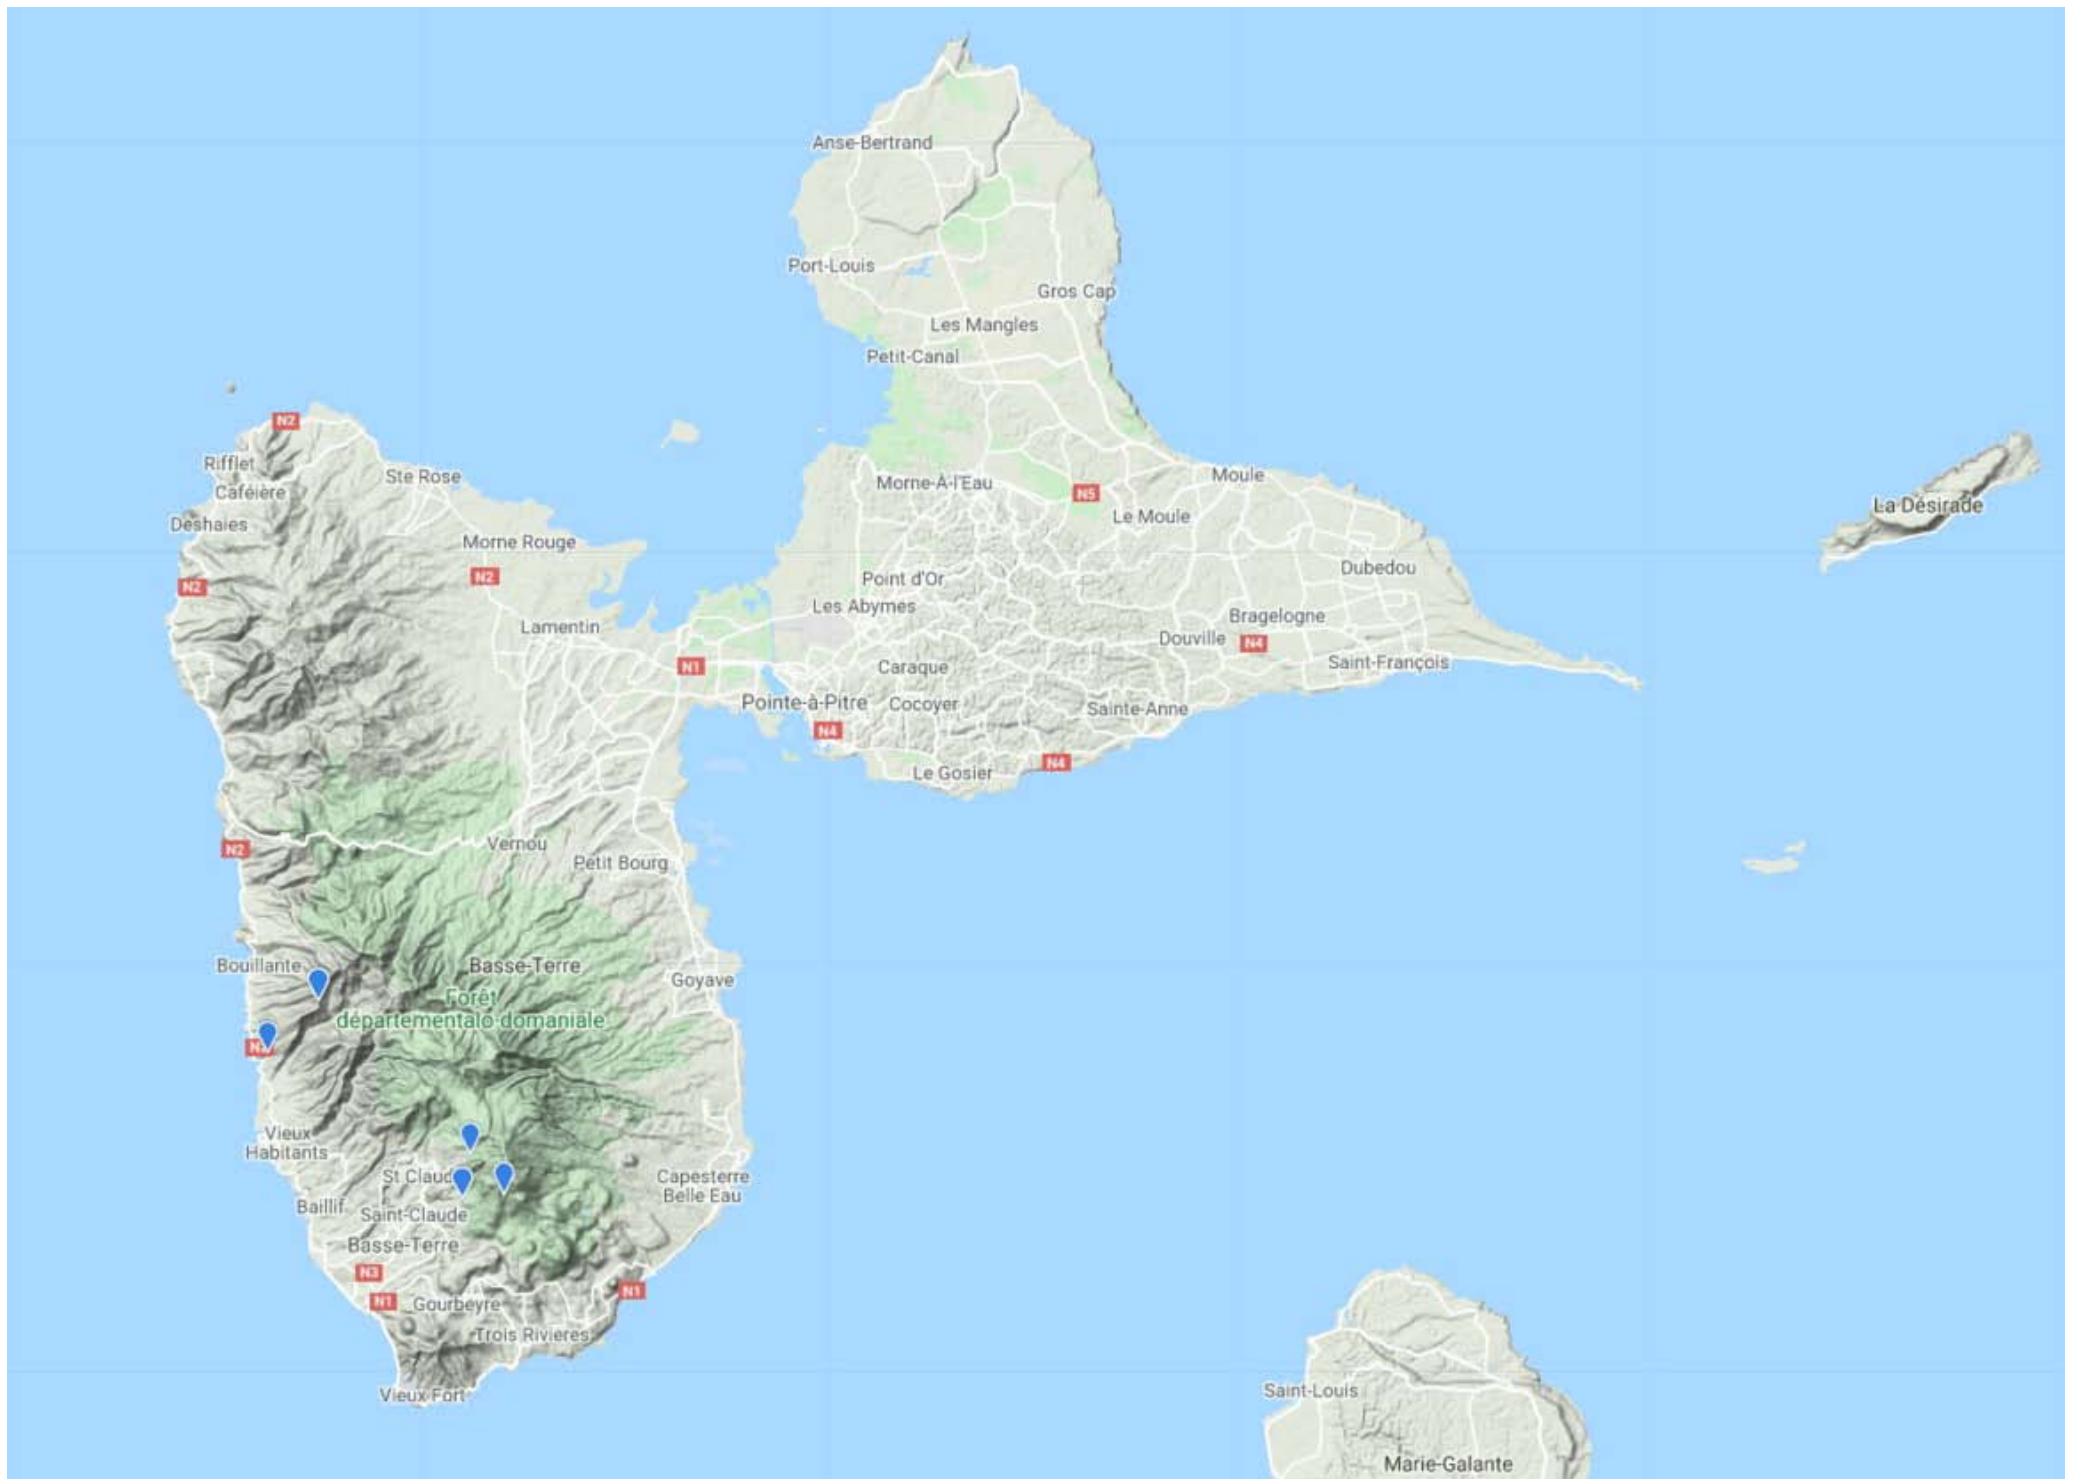 Anse-Bertrand
Port-Louis
Gros Cap
Les Mangles
Petit-Canal
N2
Rifflet
Ste Rose
Caféière
Deshaies
Morne-À-l'Eau
N5
Moule
Le Moule
La Désirade
Morne Rouge
N2
N2
Point d'Or
Les Abymes
Dubedou
Lamentin
Bragelogne
Douville
N4
N1
Caraque
Saint-François
Pointe-à-Pitre
Cocoyer
Sainte-Anne
N4
N4
Le Gosier
Vernou
N2
Petit Bourg
Bouillante
Basse-Terre
Goyave
Forêt
départementalo-domaniale
Vieux
Habitants
St Claud
Capesterre
Belle Eau
Baillif
Saint-Claude
Basse-Terre
N3
N1
N1
Gourbeyre
Trois Rivieres
Vieux Fort
Saint-Louis
Marie-Galante